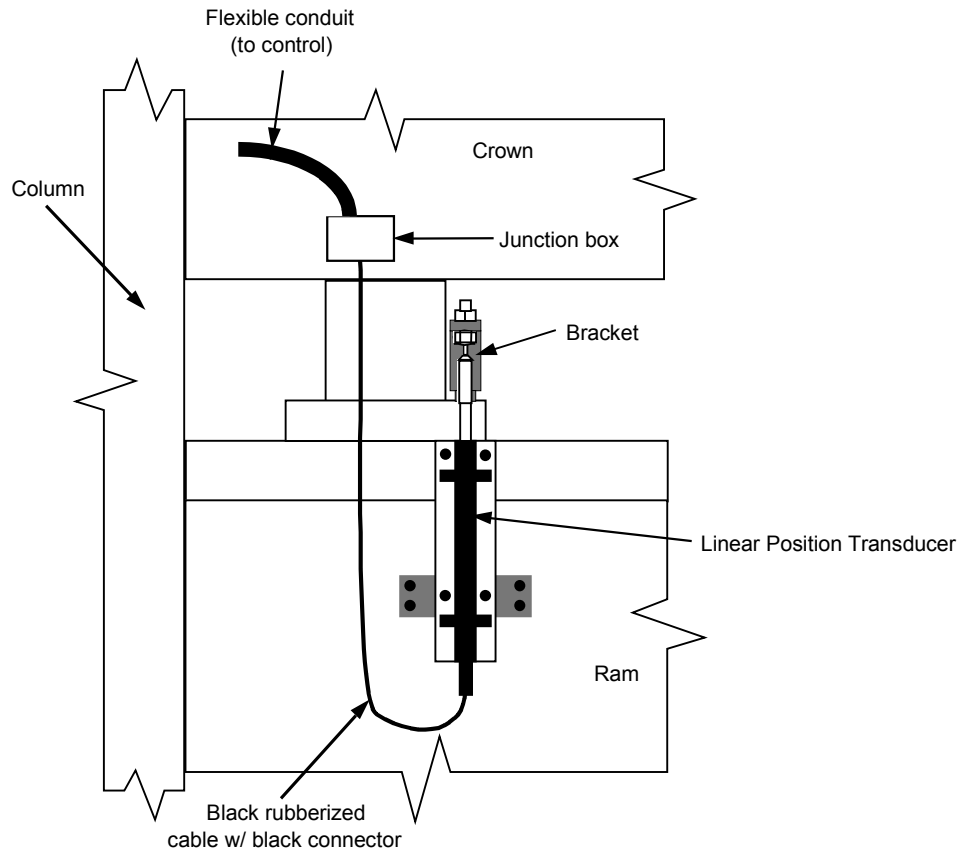 Flexible conduit
(to control)
Crown
Column
Junction box
Bracket
Linear Position Transducer
Ram
Black rubberized
cable w/ black connector